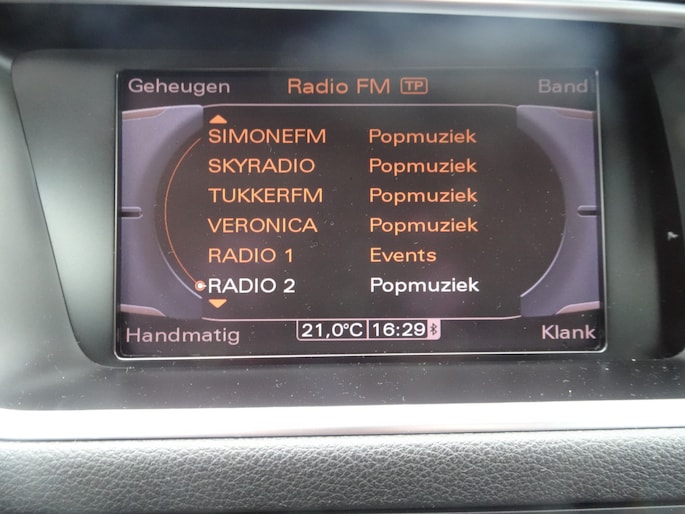 Geheugen Radio FM TP Band
SIMONEFM Popmuziek
SKYRADIO Popmuziek
TUKKERFM Popmuziek
VERONICA Popmuziek
RADIO 1 Events
RADIO 2 Popmuziek
Handmatig 21,0°C 16:29 Klank